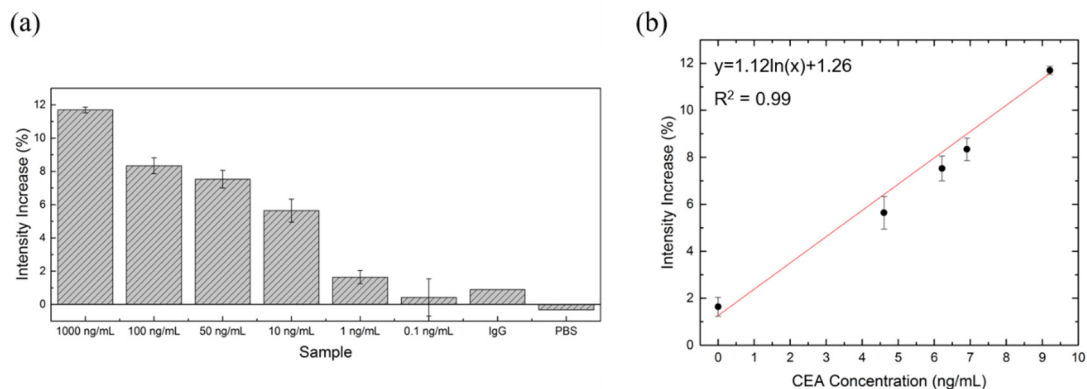 (a)
Intensity Increase (%)
12
10
8
6
4
2
0
1000 ng/mL 100 ng/mL 50 ng/mL 10 ng/mL 1 ng/mL 0.1 ng/mL IgG PBS
Sample
(b)
y=1.12ln(x)+1.26
R² = 0.99
Intensity Increase (%)
12
10
8
6
4
2
0
0 1 2 3 4 5 6 7 8 9 10
CEA Concentration (ng/mL)